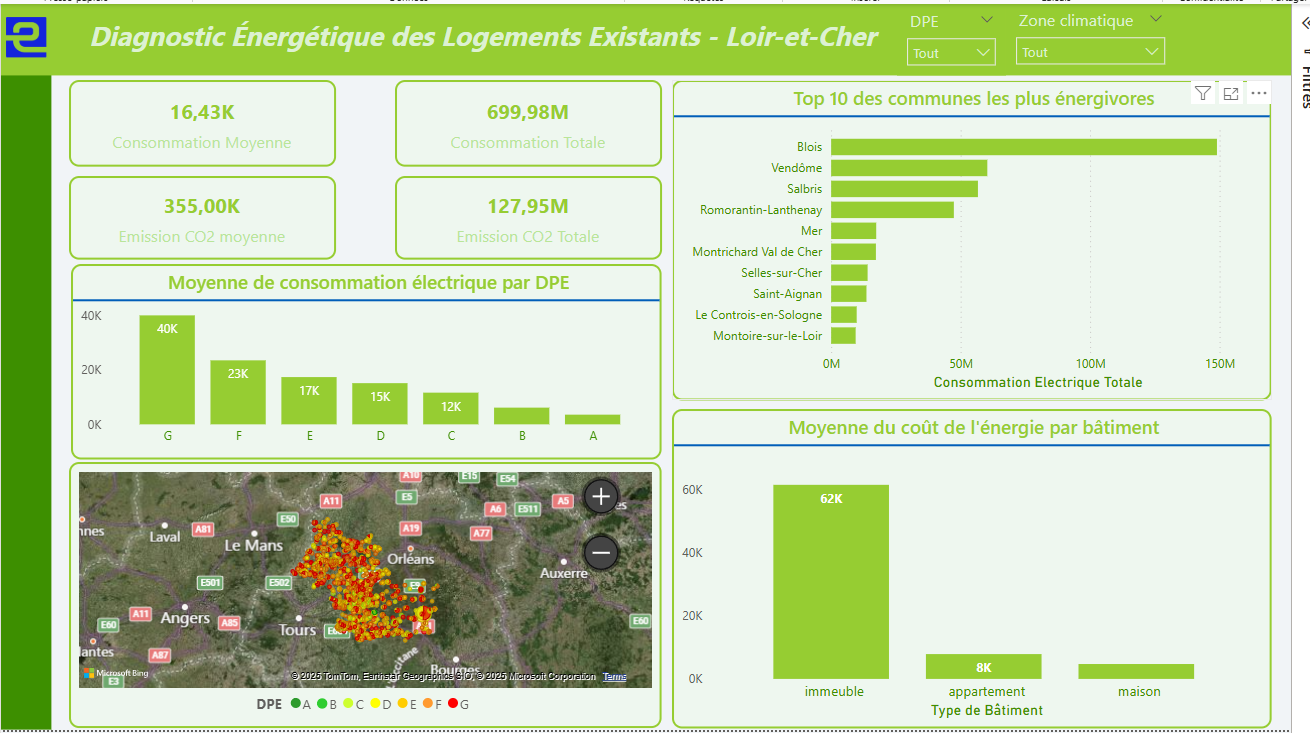 Diagnostic Énergétique des Logements Existants - Loir-et-Cher
DPE
Tout
Zone climatique
Tout
Filtres
16,43K
Consommation Moyenne
699,98M
Consommation Totale
355,00K
Emission CO2 moyenne
127,95M
Emission CO2 Totale
Moyenne de consommation électrique par DPE
40K
20K
0K
40K
23K
17K
15K
12K
G F E D C B A
Laval
Le Mans
Orléans
Auxerre
Angers
Tours
Bourges
A11
E50
A81
A10
E5
E15
E54
A6
E511
A5
A19
A77
E501
E502
A11
E60
A85
A87
E3
E60
Microsoft Bing
© 2025 TomTom, Earthstar Geographics SIO, © 2025 Microsoft Corporation Terms
DPE A B C D E F G
Top 10 des communes les plus énergivores
Blois
Vendôme
Salbris
Romorantin-Lanthenay
Mer
Montrichard Val de Cher
Selles-sur-Cher
Saint-Aignan
Le Controis-en-Sologne
Montoire-sur-le-Loir
0M 50M 100M 150M
Consommation Electrique Totale
Moyenne du coût de l'énergie par bâtiment
60K
40K
20K
0K
62K
8K
immeuble appartement maison
Type de Bâtiment